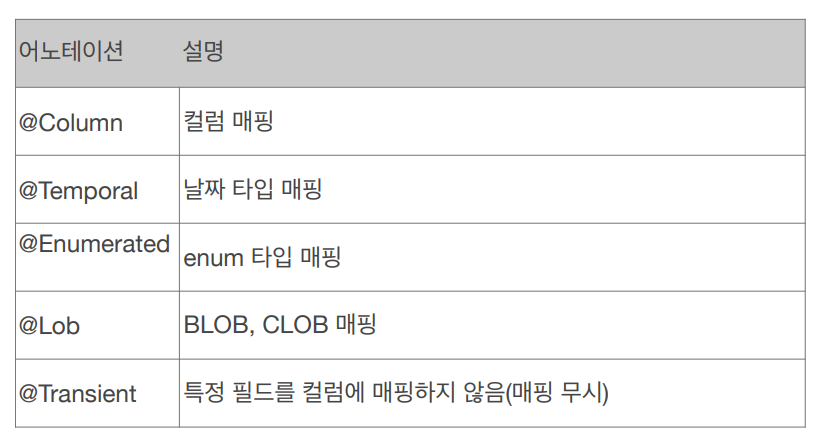 어노테이션 설명
@Column 컬럼 매핑
@Temporal 날짜 타입 매핑
@Enumerated enum 타입 매핑
@Lob BLOB, CLOB 매핑
@Transient 특정 필드를 컬럼에 매핑하지 않음(매핑 무시)